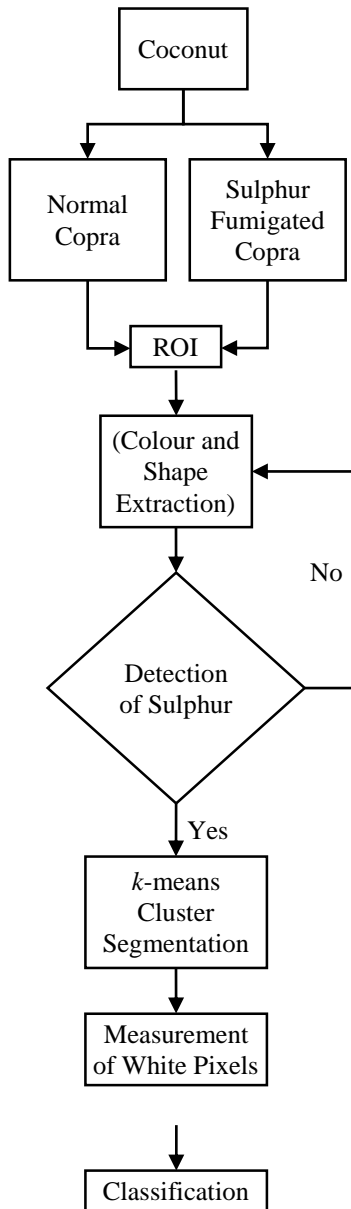 Coconut
Normal
Copra
Sulphur
Fumigated
Copra
ROI
(Colour and
Shape
Extraction)
No
Detection
of Sulphur
Yes
k-means
Cluster
Segmentation
Measurement
of White Pixels
Classification